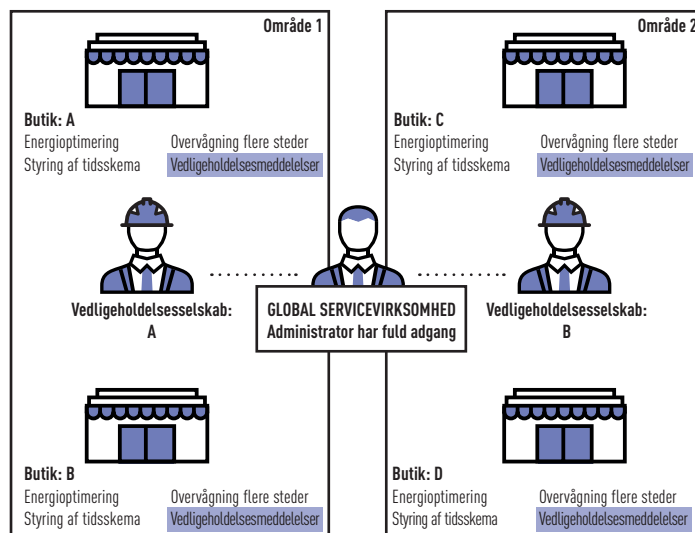 Område 1
Butik: A
Energioptimering Overvågning flere steder
Styring af tidsskema Vedligeholdelsesmeddelelser
Vedligeholdelsesselskab:
A
Butik: B
Energioptimering Overvågning flere steder
Styring af tidsskema Vedligeholdelsesmeddelelser
GLOBAL SERVICEVIRKSOMHED
Administrator har fuld adgang
Område 2
Butik: C
Energioptimering Overvågning flere steder
Styring af tidsskema Vedligeholdelsesmeddelelser
Vedligeholdelsesselskab:
B
Butik: D
Energioptimering Overvågning flere steder
Styring af tidsskema Vedligeholdelsesmeddelelser